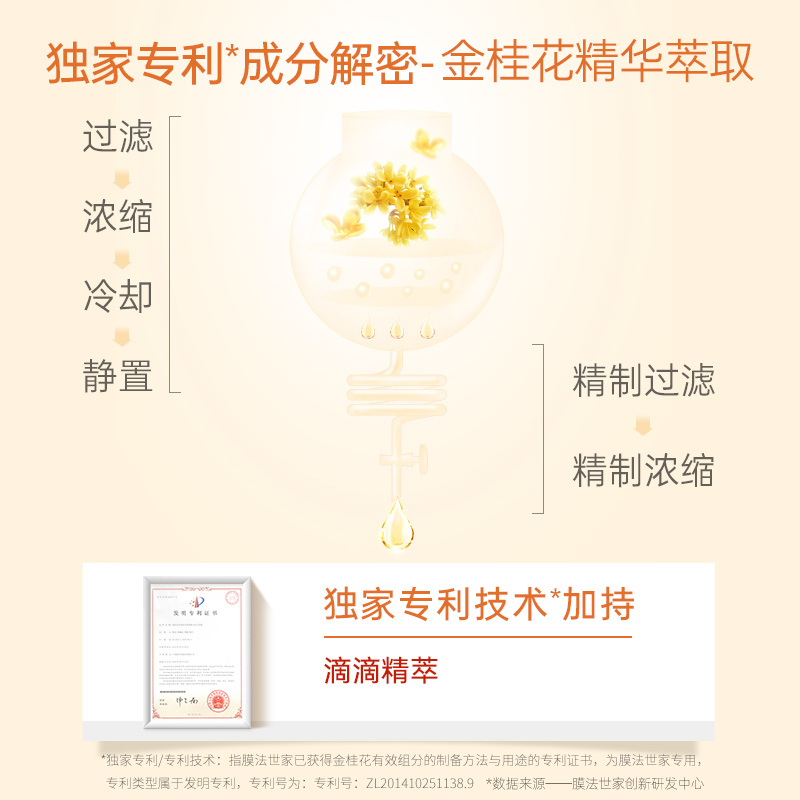 独家专利*成分解密-金桂花精华萃取
过滤
浓缩
冷却
静置
精制过滤
精制浓缩
发明专利证书
独家专利技术*加持
滴滴精萃
*独家专利/专利技术：指膜法世家已获得金桂花有效组分的制备方法与用途的专利证书，为膜法世家专用，
专利类型属于发明专利，专利号为：专利号：ZL201410251138.9 *数据来源——膜法世家创新研发中心